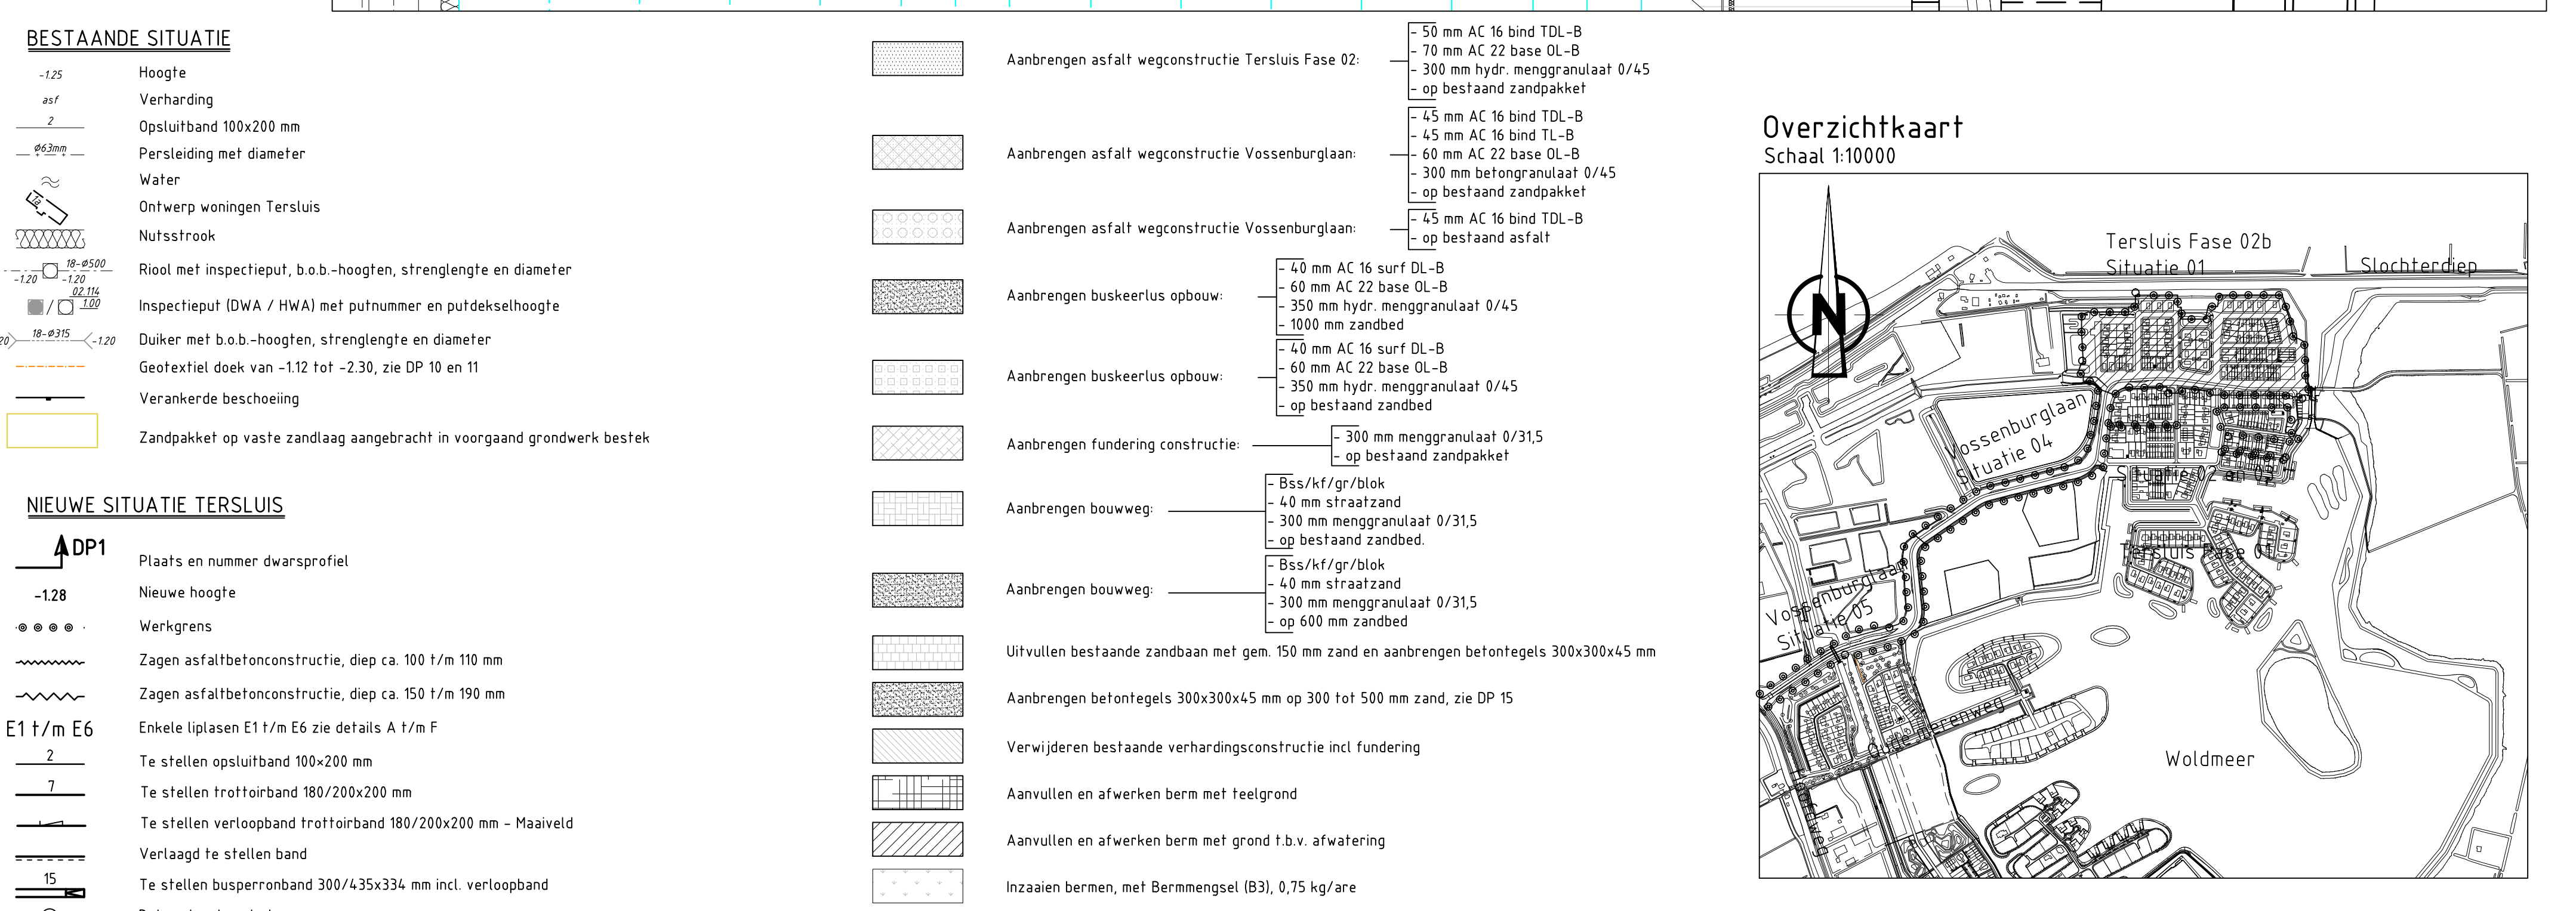 BESTAANDE SITUATIE
-1.25 Hoogte
asf Verharding
2 Opsluitband 100x200 mm
Ø63mm Persleiding met diameter
Water
1a Ontwerp woningen Tersluis
Nutsstrook
18-Ø500
-1.20 -1.20 Riool met inspectieput, b.o.b.-hoogten, strenglengte en diameter
02.114
/ 1.00 Inspectieput (DWA / HWA) met putnummer en putdekselhoogte
18-Ø315
20 -1.20 Duiker met b.o.b.-hoogten, strenglengte en diameter
Geotextiel doek van -1.12 tot -2.30, zie DP 10 en 11
Verankerde beschoeiing
Zandpakket op vaste zandlaag aangebracht in voorgaand grondwerk bestek
NIEUWE SITUATIE TERSLUIS
DP1 Plaats en nummer dwarsprofiel
-1.28 Nieuwe hoogte
Werkgrens
Zagen asfaltbetonconstructie, diep ca. 100 t/m 110 mm
Zagen asfaltbetonconstructie, diep ca. 150 t/m 190 mm
E1 t/m E6 Enkele liplasen E1 t/m E6 zie details A t/m F
2 Te stellen opsluitband 100x200 mm
7 Te stellen trottoirband 180/200x200 mm
Te stellen verloopband trottoirband 180/200x200 mm - Maaiveld
Verlaagd te stellen band
15 Te stellen busperronband 300/435x334 mm incl. verloopband
Aanbrengen asfalt wegconstructie Tersluis Fase 02:
- 50 mm AC 16 bind TDL-B
- 70 mm AC 22 base OL-B
- 300 mm hydr. menggranulaat 0/45
- op bestaand zandpakket
Aanbrengen asfalt wegconstructie Vossenburglaan:
- 45 mm AC 16 bind TDL-B
- 45 mm AC 16 bind TL-B
- 60 mm AC 22 base OL-B
- 300 mm betongranulaat 0/45
- op bestaand zandpakket
Aanbrengen asfalt wegconstructie Vossenburglaan:
- 45 mm AC 16 bind TDL-B
- op bestaand asfalt
Aanbrengen buskeerlus opbouw:
- 40 mm AC 16 surf DL-B
- 60 mm AC 22 base OL-B
- 350 mm hydr. menggranulaat 0/45
- 1000 mm zandbed
Aanbrengen buskeerlus opbouw:
- 40 mm AC 16 surf DL-B
- 60 mm AC 22 base OL-B
- 350 mm hydr. menggranulaat 0/45
- op bestaand zandbed
Aanbrengen fundering constructie:
- 300 mm menggranulaat 0/31,5
- op bestaand zandpakket
Aanbrengen bouwweg:
- Bss/kf/gr/blok
- 40 mm straatzand
- 300 mm menggranulaat 0/31,5
- op bestaand zandbed.
Aanbrengen bouwweg:
- Bss/kf/gr/blok
- 40 mm straatzand
- 300 mm menggranulaat 0/31,5
- op 600 mm zandbed
Uitvullen bestaande zandbaan met gem. 150 mm zand en aanbrengen betontegels 300x300x45 mm
Aanbrengen betontegels 300x300x45 mm op 300 tot 500 mm zand, zie DP 15
Verwijderen bestaande verhardingsconstructie incl fundering
Aanvullen en afwerken berm met teelgrond
Aanvullen en afwerken berm met grond t.b.v. afwatering
Inzaaien bermen, met Bermmengsel (B3), 0,75 kg/are
Overzichtkaart
Schaal 1:10000
N
Tersluis Fase 02b
Situatie 01
Slochterdiep
Vossenburglaan
Situatie 04
Situatie 02 en
Tersluis Fase
Vossenburglaan
Situatie 05
Woldmeer